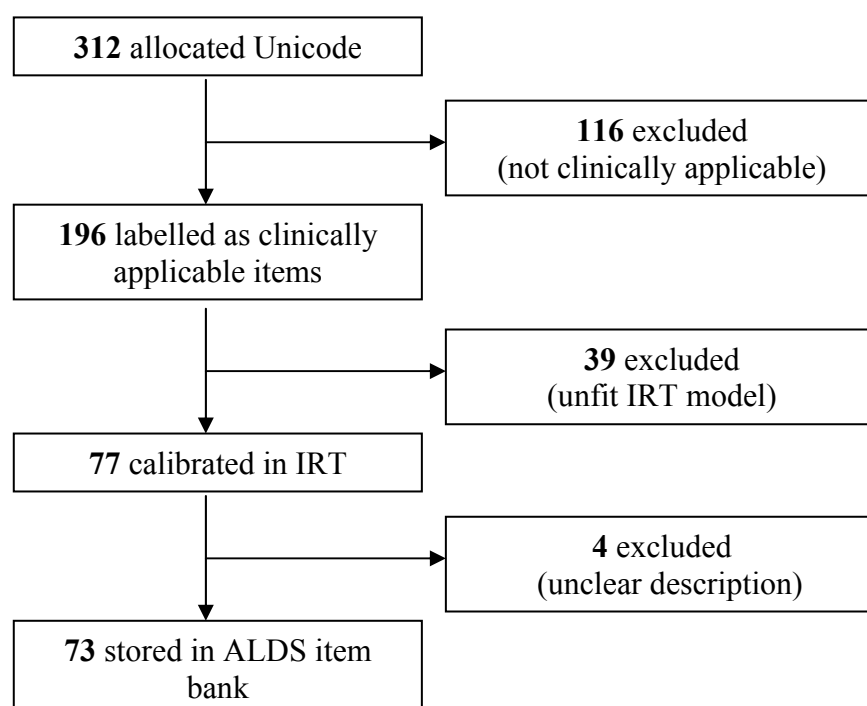 312 allocated Unicode
116 excluded
(not clinically applicable)
196 labelled as clinically
applicable items
39 excluded
(unfit IRT model)
77 calibrated in IRT
4 excluded
(unclear description)
73 stored in ALDS item
bank